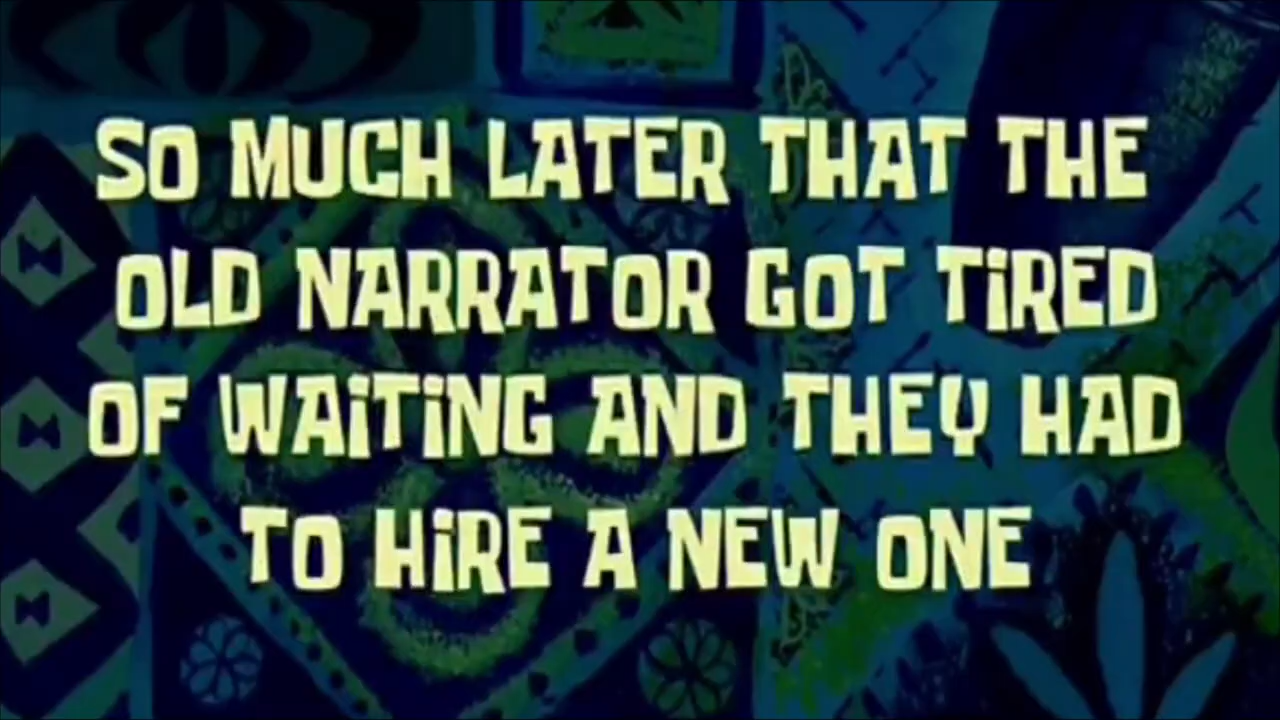 SO MUCH LATER THAT THE
OLD NARRATOR GOT TIRED
OF WAITING AND THEY HAD
TO HIRE A NEW ONE